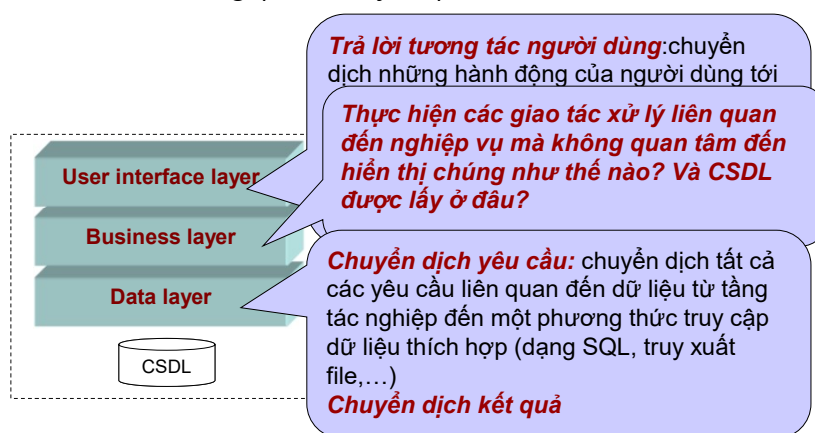 Trả lời tương tác người dùng:chuyển
dịch những hành động của người dùng tới
Thực hiện các giao tác xử lý liên quan
đến nghiệp vụ mà không quan tâm đến
hiển thị chúng như thế nào? Và CSDL
được lấy ở đâu?
User interface layer
Business layer
Data layer
CSDL
Chuyển dịch yêu cầu: chuyển dịch tất cả
các yêu cầu liên quan đến dữ liệu từ tầng
tác nghiệp đến một phương thức truy cập
dữ liệu thích hợp (dạng SQL, truy xuất
file,…)
Chuyển dịch kết quả